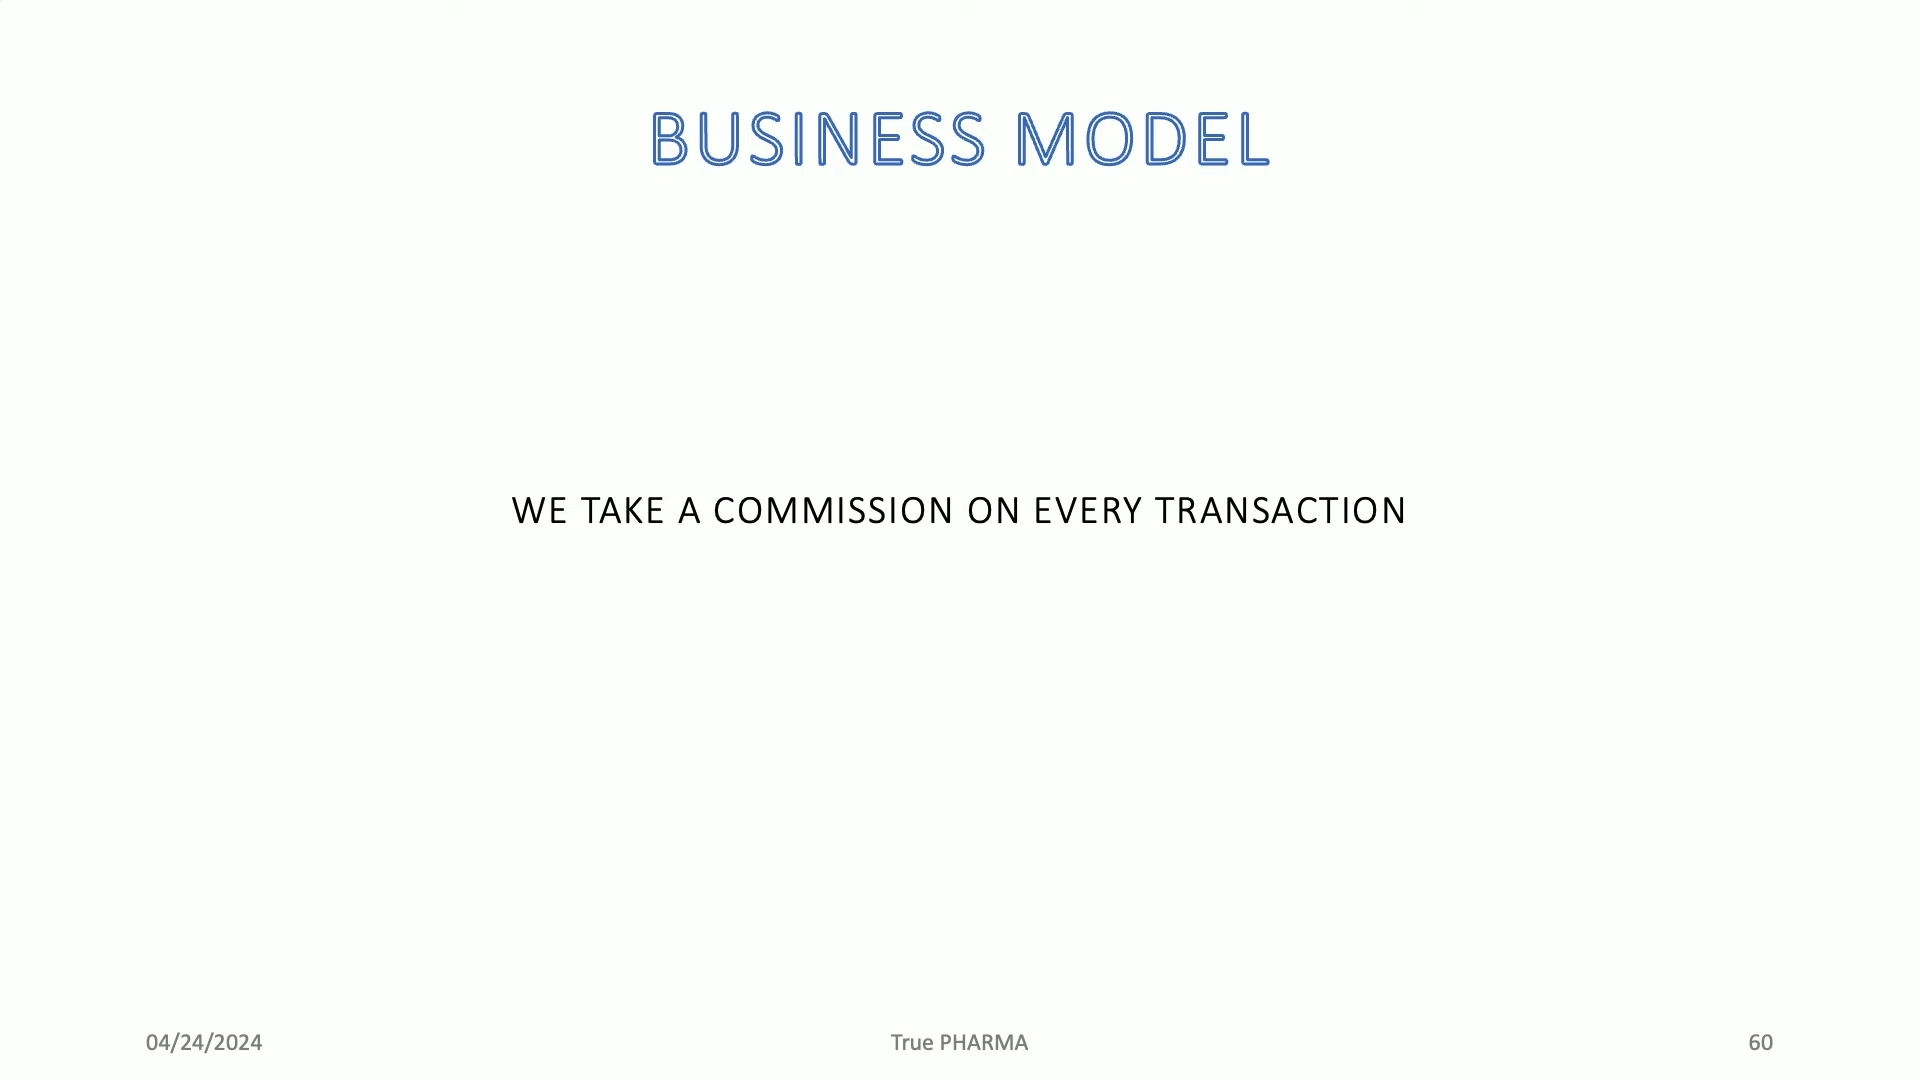 BUSINESS MODEL
WE TAKE A COMMISSION ON EVERY TRANSACTION
04/24/2024
True PHARMA
60